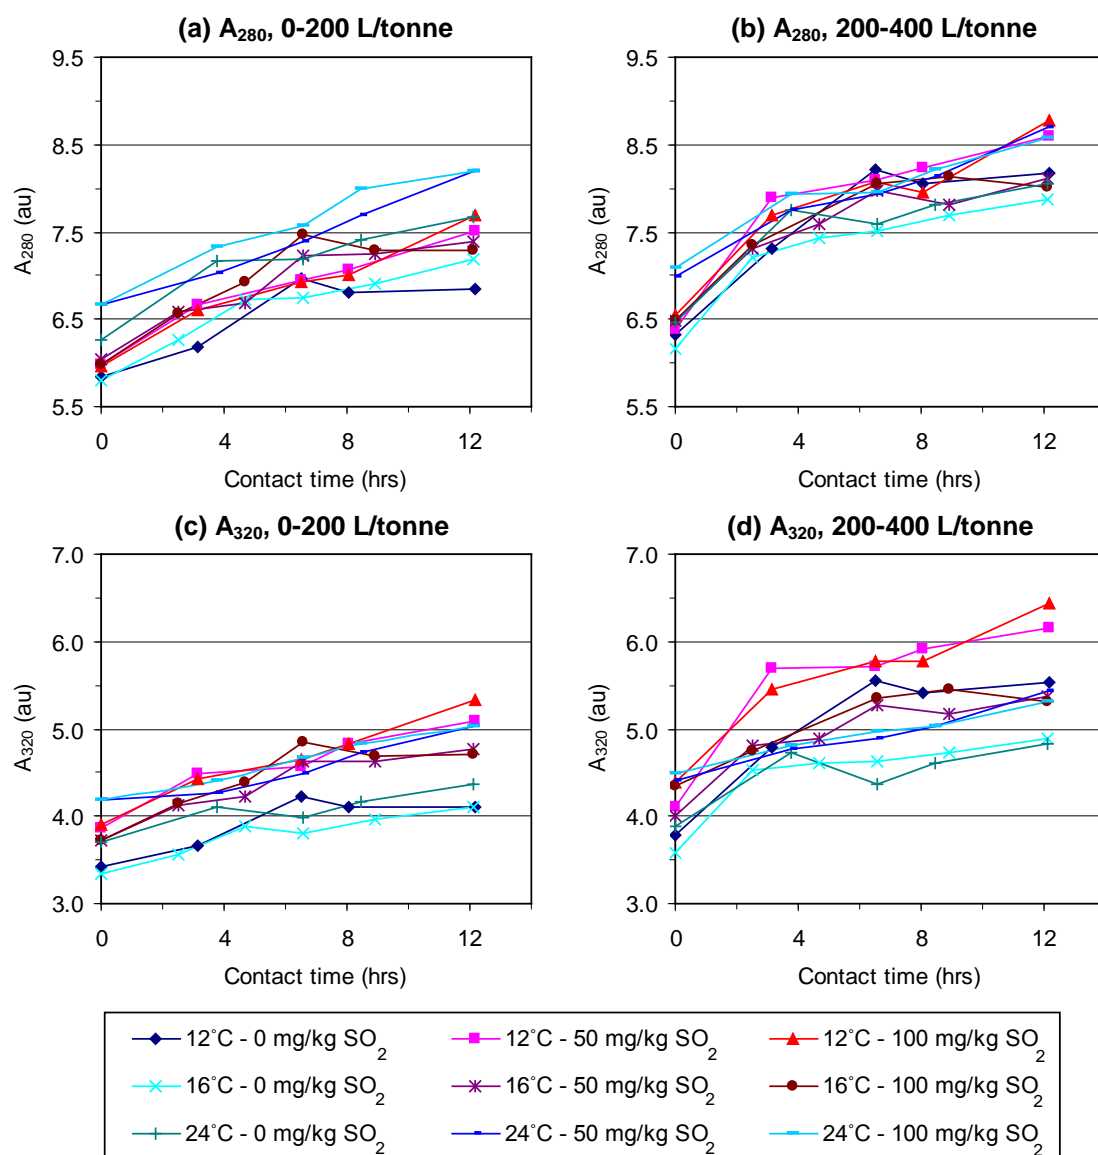 (a) A₂₈₀, 0-200 L/tonne
9.5
8.5
7.5
6.5
5.5
A₂₈₀ (au)
0 4 8 12
Contact time (hrs)
(b) A₂₈₀, 200-400 L/tonne
9.5
8.5
7.5
6.5
5.5
A₂₈₀ (au)
0 4 8 12
Contact time (hrs)
(c) A₃₂₀, 0-200 L/tonne
7.0
6.0
5.0
4.0
3.0
A₃₂₀ (au)
0 4 8 12
Contact time (hrs)
(d) A₃₂₀, 200-400 L/tonne
7.0
6.0
5.0
4.0
3.0
A₃₂₀ (au)
0 4 8 12
Contact time (hrs)
12˚C - 0 mg/kg SO₂ 12˚C - 50 mg/kg SO₂ 12˚C - 100 mg/kg SO₂
16˚C - 0 mg/kg SO₂ 16˚C - 50 mg/kg SO₂ 16˚C - 100 mg/kg SO₂
24˚C - 0 mg/kg SO₂ 24˚C - 50 mg/kg SO₂ 24˚C - 100 mg/kg SO₂